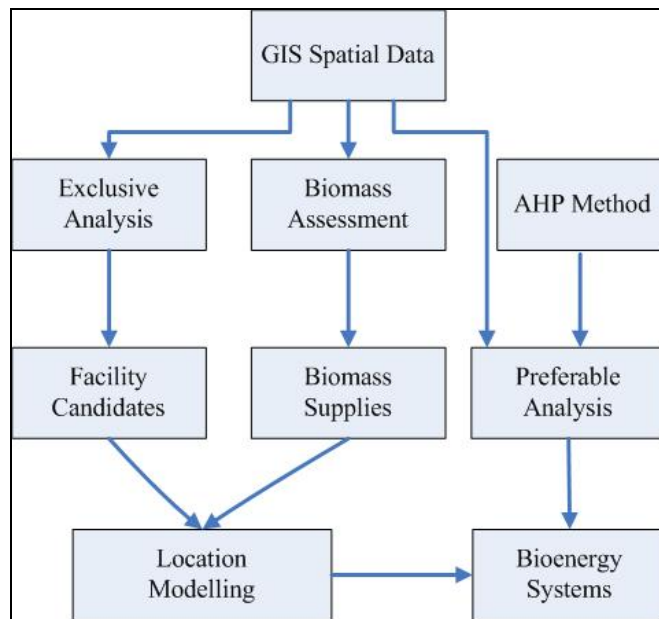 GIS Spatial Data
Exclusive
Analysis
Biomass
Assessment
AHP Method
Facility
Candidates
Biomass
Supplies
Preferable
Analysis
Location
Modelling
Bioenergy
Systems